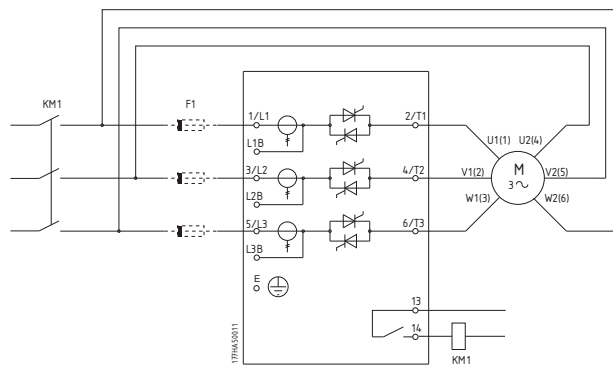 KM1
F1
1/L1
2/T1
L1B
U1(1)
U2(4)
3/L2
4/T2
V1(2)
M
3~
V2(5)
L2B
W1(3)
W2(6)
5/L3
6/T3
L3B
E
13
14
KM1
177HA50011